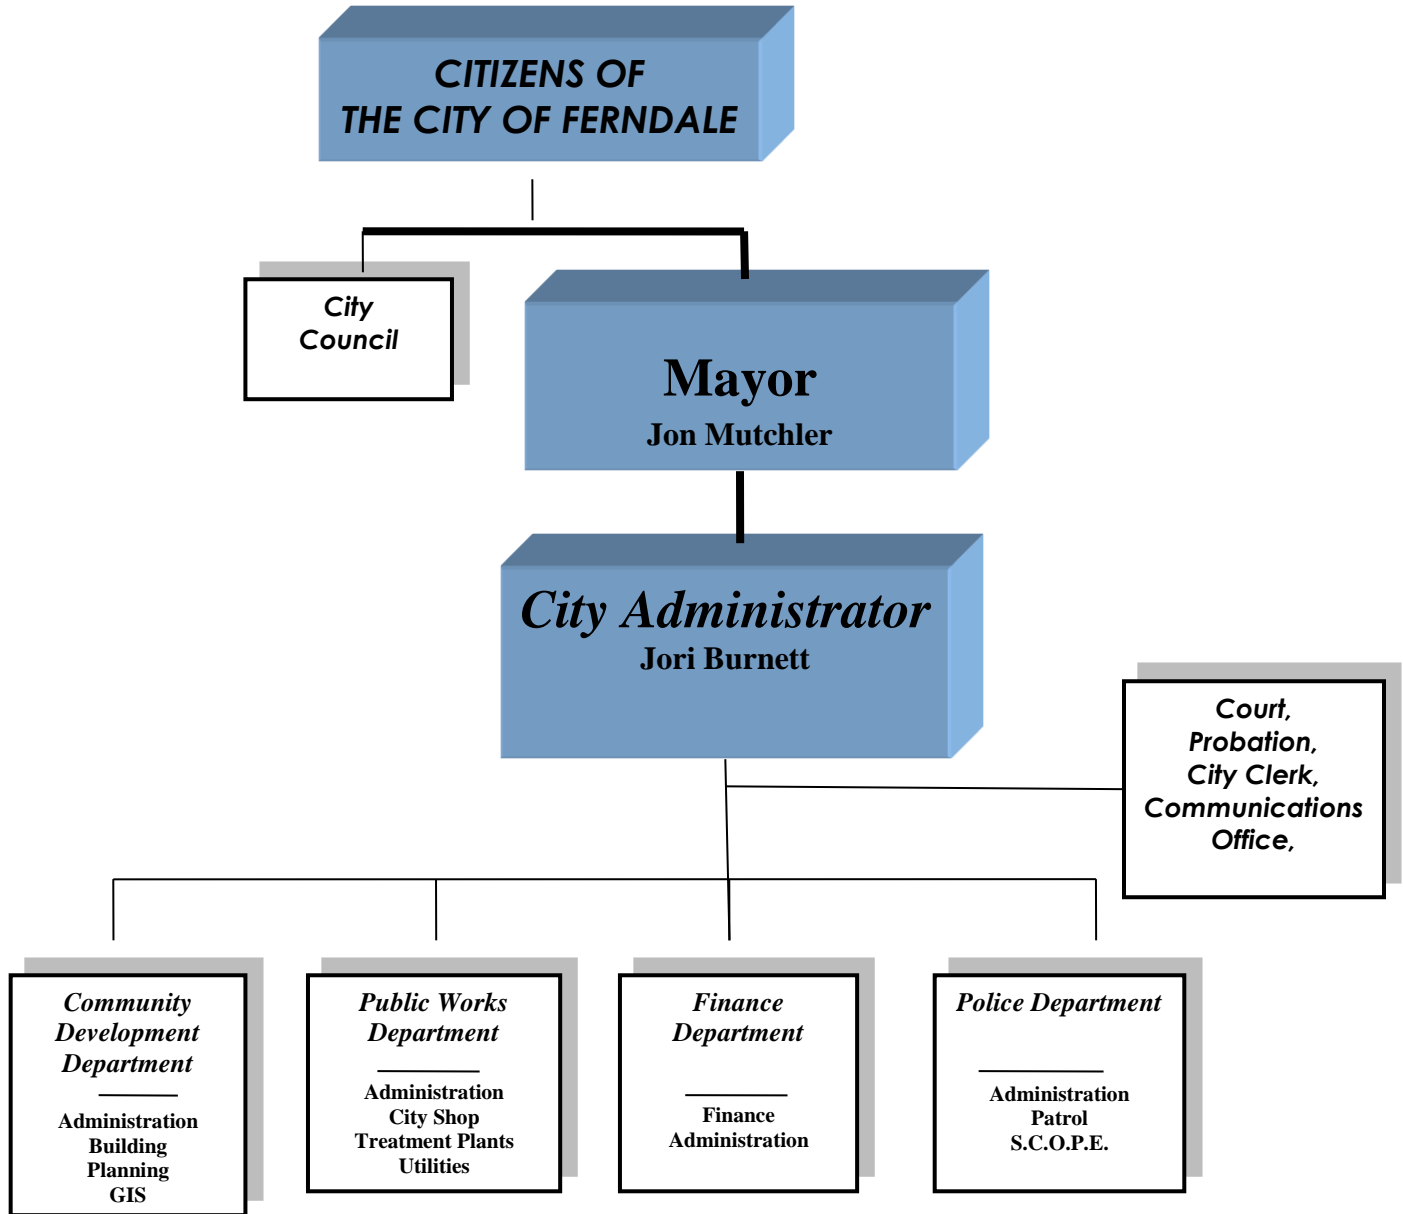 CITIZENS OF
THE CITY OF FERNDALE
City
Council
Mayor
Jon Mutchler
City Administrator
Jori Burnett
Court,
Probation,
City Clerk,
Communications
Office,
Community
Development
Department
Administration
Building
Planning
GIS
Public Works
Department
Administration
City Shop
Treatment Plants
Utilities
Finance
Department
Finance
Administration
Police Department
Administration
Patrol
S.C.O.P.E.